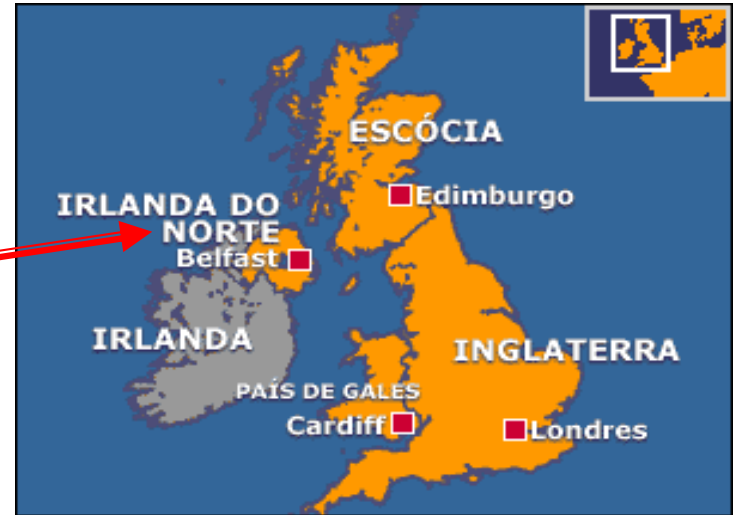 ESCÓCIA
Edimburgo
IRLANDA DO
NORTE
Belfast
IRLANDA
INGLATERRA
PAÍS DE GALES
Cardiff
Londres